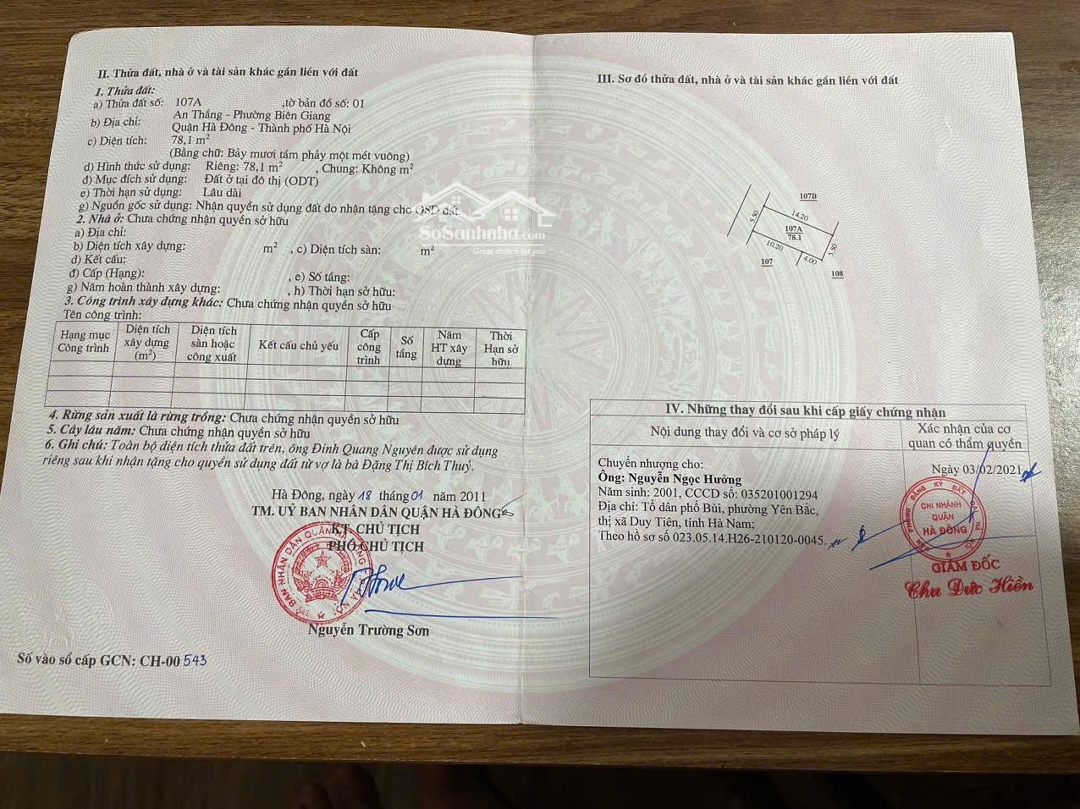 II. Thửa đất, nhà ở và tài sản khác gắn liền với đất
1. Thửa đất:
a) Thửa đất số: 107A ,tờ bản đồ số: 01
b) Địa chỉ: An Thắng - Phường Biên Giang
Quận Hà Đông - Thành phố Hà Nội
c) Diện tích: 78,1 m²
(Bằng chữ: Bảy mươi tám phảy một mét vuông)
d) Hình thức sử dụng: Riêng: 78,1 m² , Chung: Không m²
đ) Mục đích sử dụng: Đất ở tại đô thị (ODT)
e) Thời hạn sử dụng: Lâu dài
g) Nguồn gốc sử dụng: Nhận quyền sử dụng đất do nhận tặng cho QSD đất
2. Nhà ở: Chưa chứng nhận quyền sở hữu
a) Địa chỉ:
b) Diện tích xây dựng: m² , c) Diện tích sàn: m²
d) Kết cấu:
đ) Cấp (Hạng): , e) Số tầng:
g) Năm hoàn thành xây dựng: , h) Thời hạn sở hữu:
3. Công trình xây dựng khác: Chưa chứng nhận quyền sở hữu
Tên công trình:
Hạng mục Công trình
Diện tích xây dựng (m²)
Diện tích sàn hoặc công xuất
Kết cấu chủ yếu
Cấp công trình
Số tầng
Năm HT xây dựng
Thời Hạn sở hữu
4. Rừng sản xuất là rừng trồng: Chưa chứng nhận quyền sở hữu
5. Cây lâu năm: Chưa chứng nhận quyền sở hữu
6. Ghi chú: Toàn bộ diện tích thửa đất trên, ông Đinh Quang Nguyên được sử dụng
riêng sau khi nhận tặng cho quyền sử dụng đất từ vợ là bà Đặng Thị Bích Thuỷ.
Hà Đông, ngày 18 tháng 01 năm 2011
TM. UỶ BAN NHÂN DÂN QUẬN HÀ ĐÔNG
KT. CHỦ TỊCH
PHÓ CHỦ TỊCH
Nguyễn Trường Sơn
Số vào sổ cấp GCN: CH-00 543
SoSanhnha.com
Great choice for you
III. Sơ đồ thửa đất, nhà ở và tài sản khác gắn liền với đất
107B
14.20
5.50
107A
78.1
5.50
10.20
4.00
107
108
IV. Những thay đổi sau khi cấp giấy chứng nhận
Nội dung thay đổi và cơ sở pháp lý
Xác nhận của cơ
quan có thẩm quyền
Chuyển nhượng cho:
Ông: Nguyễn Ngọc Hưởng
Năm sinh: 2001, CCCD số: 035201001294
Địa chỉ: Tổ dân phố Bùi, phường Yên Bắc,
thị xã Duy Tiên, tỉnh Hà Nam;
Theo hồ sơ số 023.05.14.H26-210120-0045.
Ngày 03/02/2021
CHI NHÁNH
QUẬN
HÀ ĐÔNG
GIÁM ĐỐC
Chu Đức Hiền